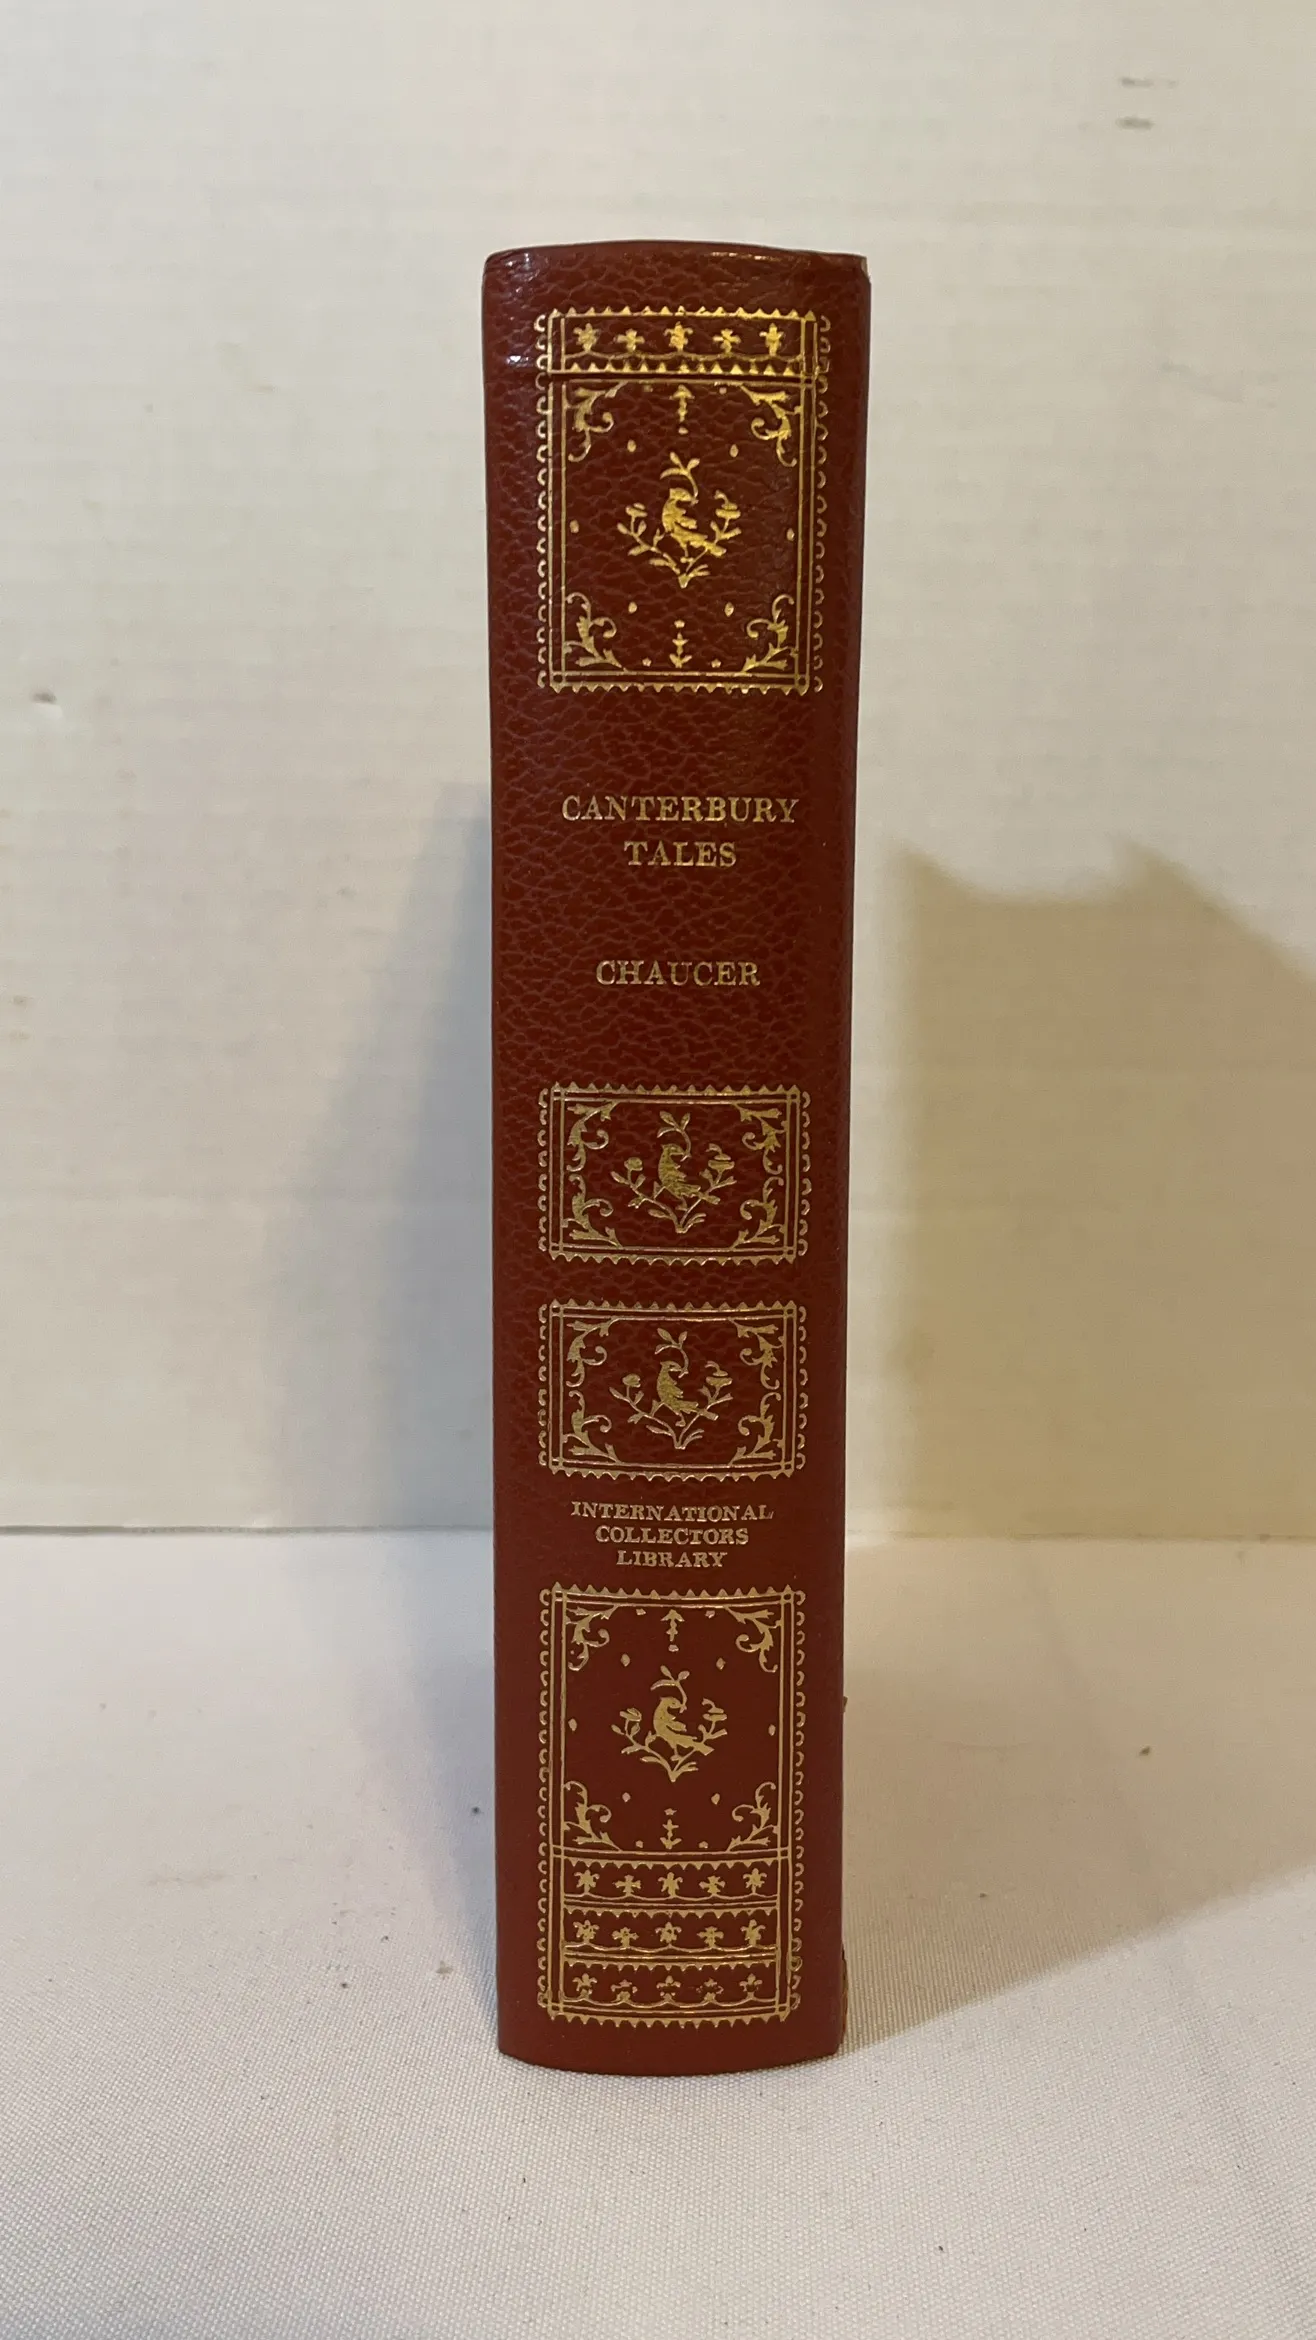 CANTERBURY
TALES
CHAUCER
INTERNATIONAL
COLLECTORS
LIBRARY